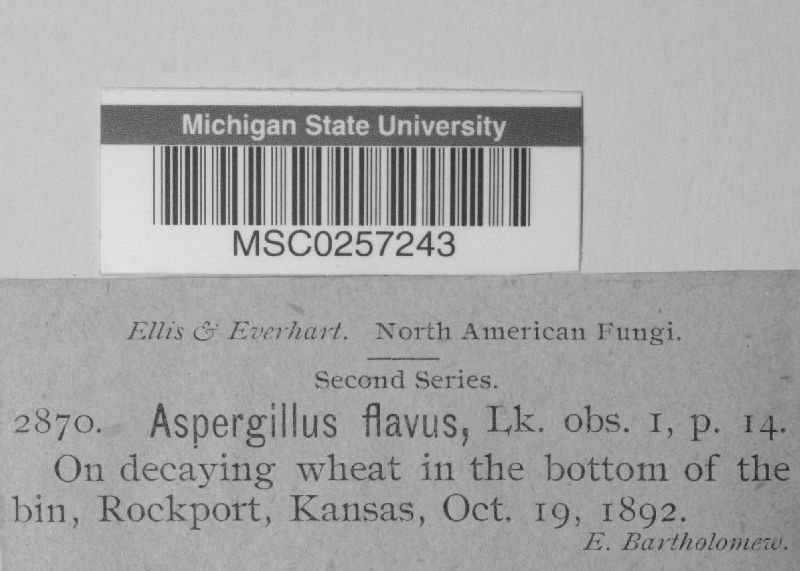 Michigan State University
MSC0257243
Ellis & Everhart. North American Fungi.
Second Series.
2870. Aspergillus flavus, Lk. obs. 1, p. 14.
On decaying wheat in the bottom of the
bin, Rockport, Kansas, Oct. 19, 1892.
E. Bartholomew.